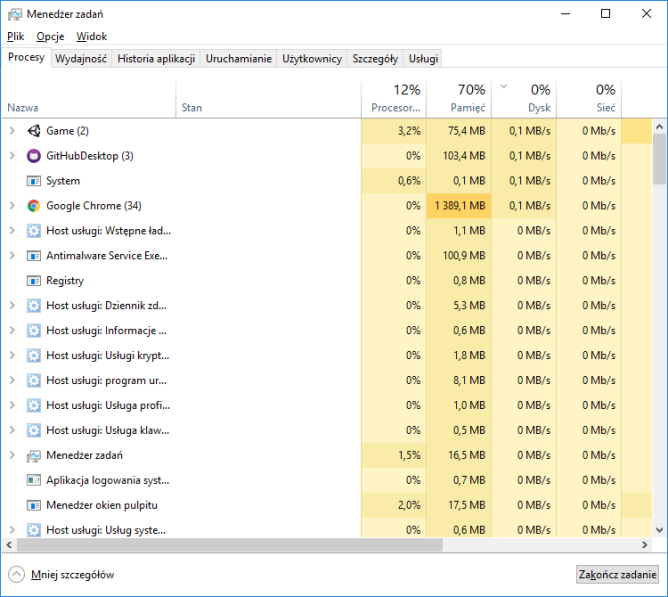 Menedżer zadań
Plik Opcje Widok
Procesy Wydajność Historia aplikacji Uruchamianie Użytkownicy Szczegóły Usługi
12% 70% 0% 0%
Nazwa Stan Procesor... Pamięć Dysk Sieć
Game (2) 3,2% 75,4 MB 0,1 MB/s 0 Mb/s
GitHubDesktop (3) 0% 103,4 MB 0,1 MB/s 0 Mb/s
System 0,6% 0,1 MB 0,1 MB/s 0 Mb/s
Google Chrome (34) 0% 1 389,1 MB 0,1 MB/s 0 Mb/s
Host usługi: Wstępne ład... 0% 1,1 MB 0 MB/s 0 Mb/s
Antimalware Service Exe... 0% 100,9 MB 0 MB/s 0 Mb/s
Registry 0% 0,8 MB 0 MB/s 0 Mb/s
Host usługi: Dziennik zd... 0% 5,3 MB 0 MB/s 0 Mb/s
Host usługi: Informacje ... 0% 0,6 MB 0 MB/s 0 Mb/s
Host usługi: Usługi krypt... 0% 1,8 MB 0 MB/s 0 Mb/s
Host usługi: program ur... 0% 8,1 MB 0 MB/s 0 Mb/s
Host usługi: Usługa profi... 0% 1,0 MB 0 MB/s 0 Mb/s
Host usługi: Usługa klaw... 0% 0,5 MB 0 MB/s 0 Mb/s
Menedżer zadań 1,5% 16,5 MB 0 MB/s 0 Mb/s
Aplikacja logowania syst... 0% 0,7 MB 0 MB/s 0 Mb/s
Menedżer okien pulpitu 2,0% 17,5 MB 0 MB/s 0 Mb/s
Host usługi: Usług syste... 0% 0,6 MB 0 MB/s 0 Mb/s
Mniej szczegółów Zakończ zadanie